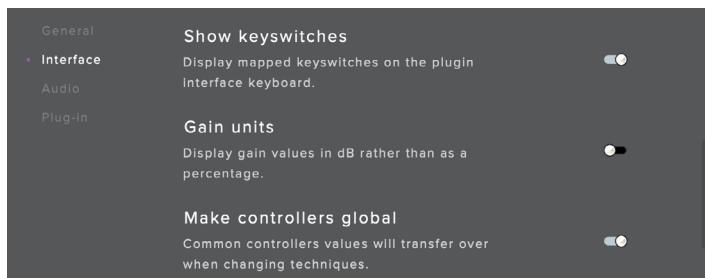 General
Interface
Audio
Plug-in
Show keyswitches
Display mapped keyswitches on the plugin
interface keyboard.
Gain units
Display gain values in dB rather than as a
percentage.
Make controllers global
Common controllers values will transfer over
when changing techniques.